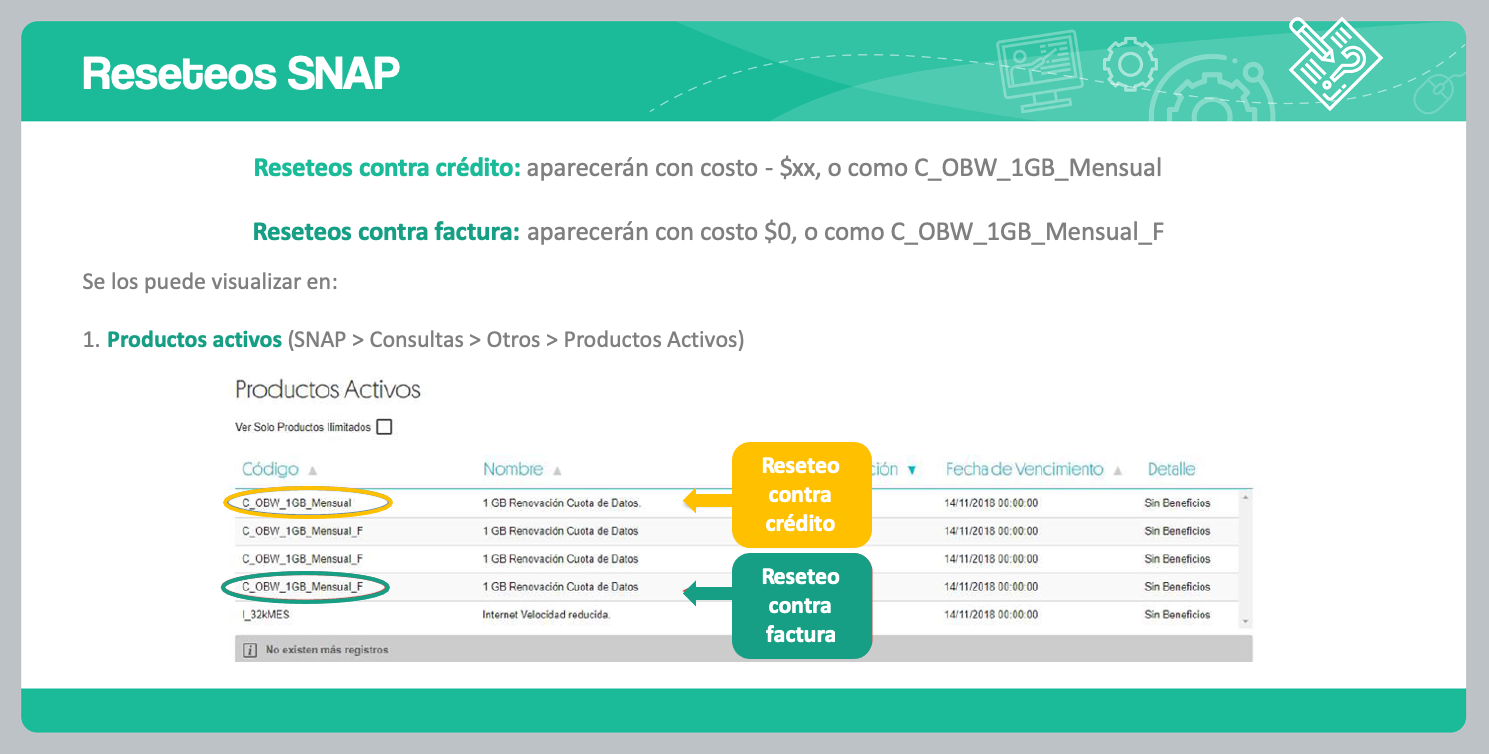 Reseteos SNAP
Reseteos contra crédito: aparecerán con costo - $xx, o como C_OBW_1GB_Mensual
Reseteos contra factura: aparecerán con costo $0, o como C_OBW_1GB_Mensual_F
Se los puede visualizar en:
1. Productos activos (SNAP > Consultas > Otros > Productos Activos)
Productos Activos
Ver Solo Productos Ilimitados
Código Nombre ción Fecha de Vencimiento Detalle
C_OBW_1GB_Mensual 1 GB Renovación Cuota de Datos. 14/11/2018 00:00:00 Sin Beneficios
C_OBW_1GB_Mensual_F 1 GB Renovación Cuota de Datos 14/11/2018 00:00:00 Sin Beneficios
C_OBW_1GB_Mensual_F 1 GB Renovación Cuota de Datos 14/11/2018 00:00:00 Sin Beneficios
C_OBW_1GB_Mensual_F 1 GB Renovación Cuota de Datos 14/11/2018 00:00:00 Sin Beneficios
I_32kMES Internet Velocidad reducida. 14/11/2018 00:00:00 Sin Beneficios
No existen más registros
Reseteo
contra
crédito
Reseteo
contra
factura